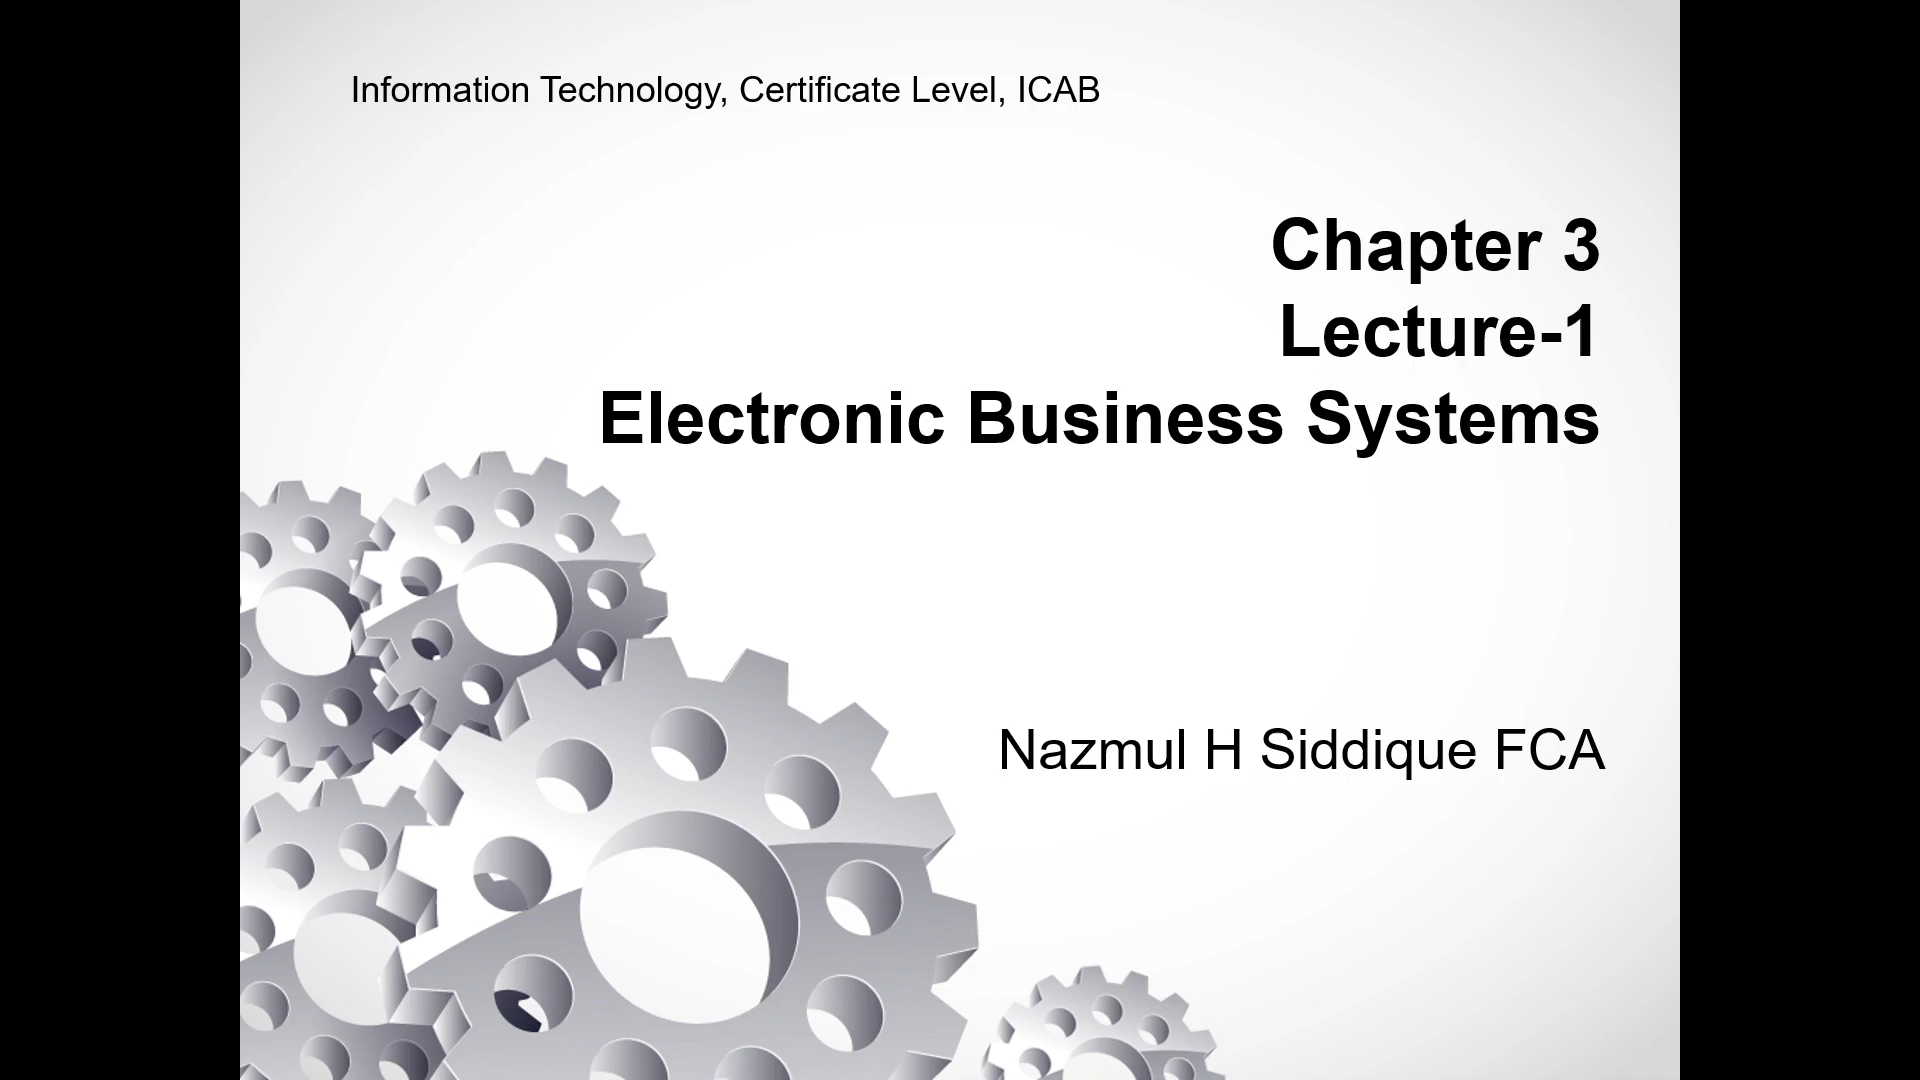 Information Technology, Certificate Level, ICAB
Chapter 3
Lecture-1
Electronic Business Systems
Nazmul H Siddique FCA